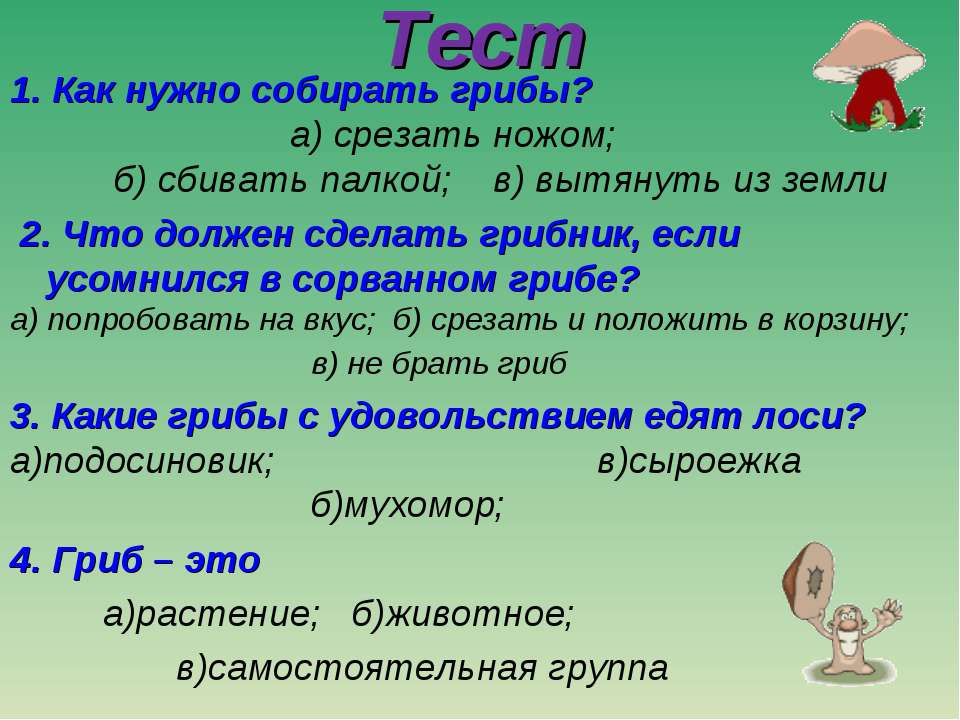 Тест
1. Как нужно собирать грибы?
а) срезать ножом;
б) сбивать палкой; в) вытянуть из земли
2. Что должен сделать грибник, если
усомнился в сорванном грибе?
а) попробовать на вкус; б) срезать и положить в корзину;
в) не брать гриб
3. Какие грибы с удовольствием едят лоси?
а)подосиновик; в)сыроежка
б)мухомор;
4. Гриб – это
а)растение; б)животное;
в)самостоятельная группа